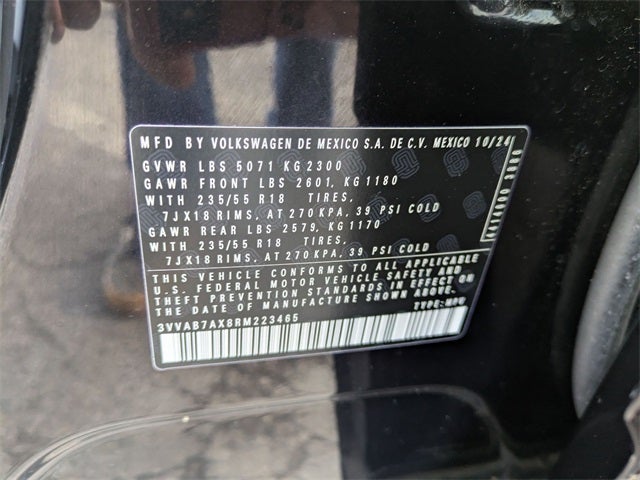 MFD BY VOLKSWAGEN DE MEXICO S.A. DE C.V. MEXICO 10/24
GVWR LBS 5071 KG 2300
GAWR FRONT LBS 2601, KG 1180
WITH 235/55 R18 TIRES,
7JX18 RIMS, AT 270 KPA, 39 PSI COLD
GAWR REAR LBS 2579, KG 1170
WITH 235/55 R18 TIRES,
7JX18 RIMS, AT 270 KPA, 39 PSI COLD
THIS VEHICLE CONFORMS TO ALL APPLICABLE
U.S. FEDERAL MOTOR VEHICLE SAFETY AND
THEFT PREVENTION STANDARDS IN EFFECT ON
THE DATE OF MANUFACTURE SHOWN ABOVE.
3VVAB7AX8RM223465 TYPE: MPV